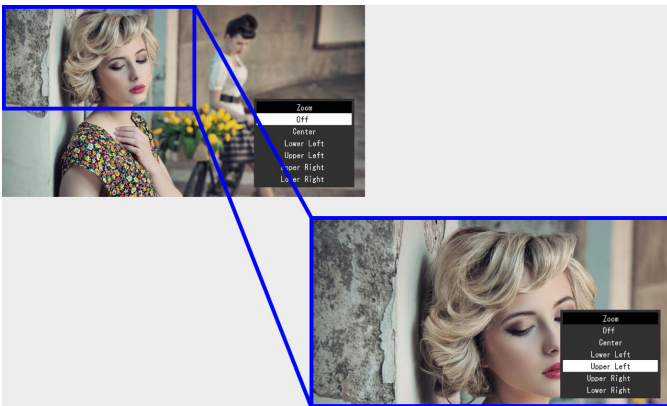 Zoom
Off
Center
Lower Left
Upper Left
Upper Right
Lower Right
Zoom
Off
Center
Lower Left
Upper Left
Upper Right
Lower Right